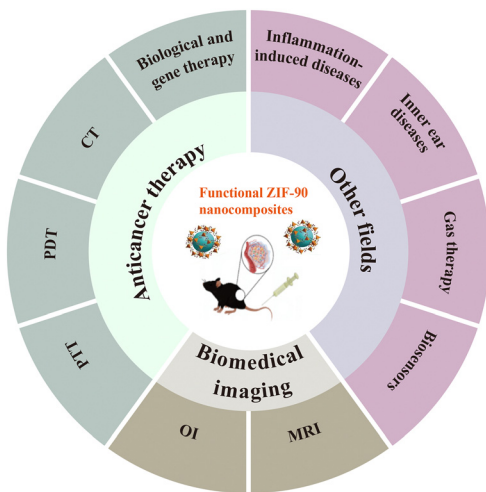 Functional ZIF-90
nanocomposites
Anticancer therapy
Biological and
gene therapy
CT
PDT
PTT
Other fields
Inflammation-
induced diseases
Inner ear
diseases
Gas therapy
Biosensors
Biomedical
imaging
OI
MRI